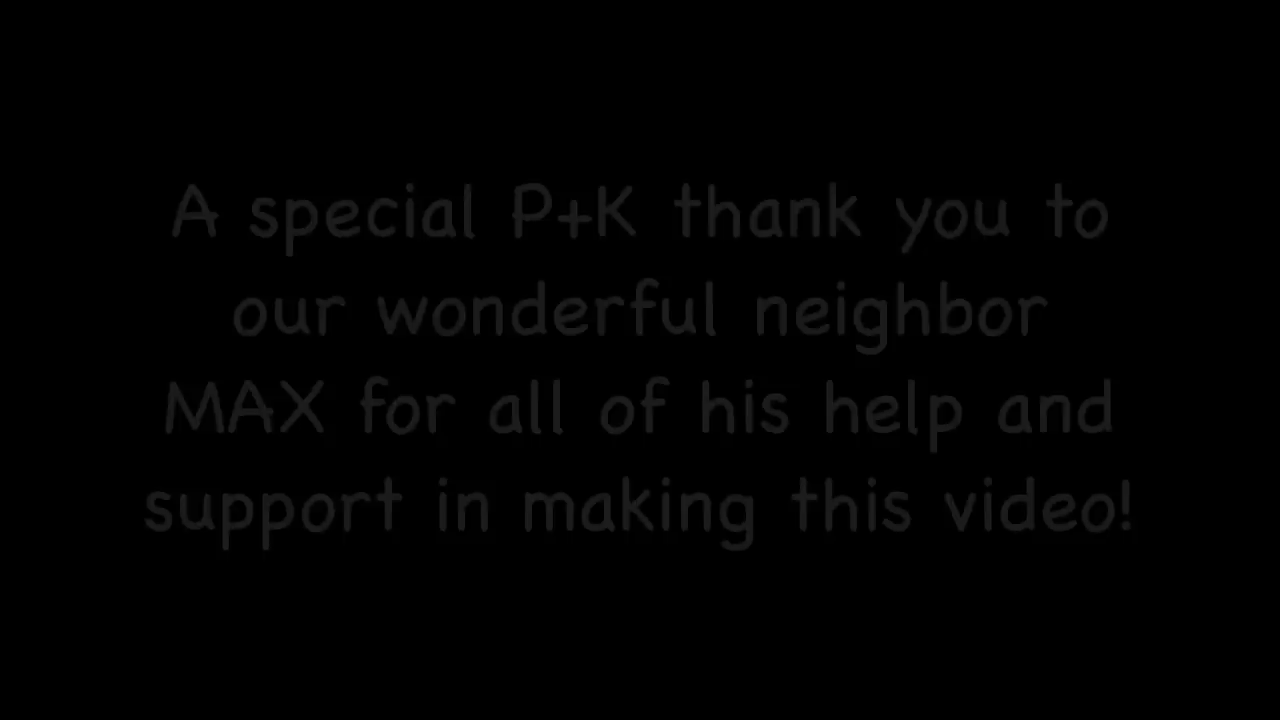 A special P+K thank you to
our wonderful neighbor
MAX for all of his help and
support in making this video!